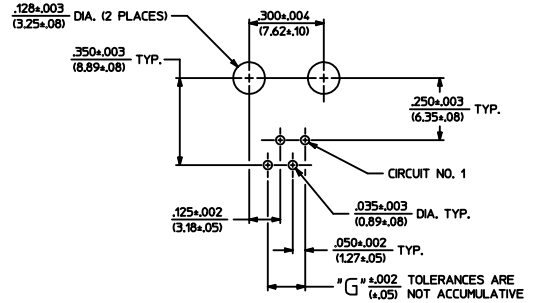 .128±.003
(3.25±.08) DIA. (2 PLACES)
.300±.004
(7.62±.10)
.350±.003
(8.89±.08) TYP.
.250±.003
(6.35±.08) TYP.
CIRCUIT NO. 1
.035±.003
(0.89±.08) DIA. TYP.
.125±.002
(3.18±.05)
.050±.002
(1.27±.05) TYP.
"G" ±.002
(±.05) TOLERANCES ARE
NOT ACCUMULATIVE